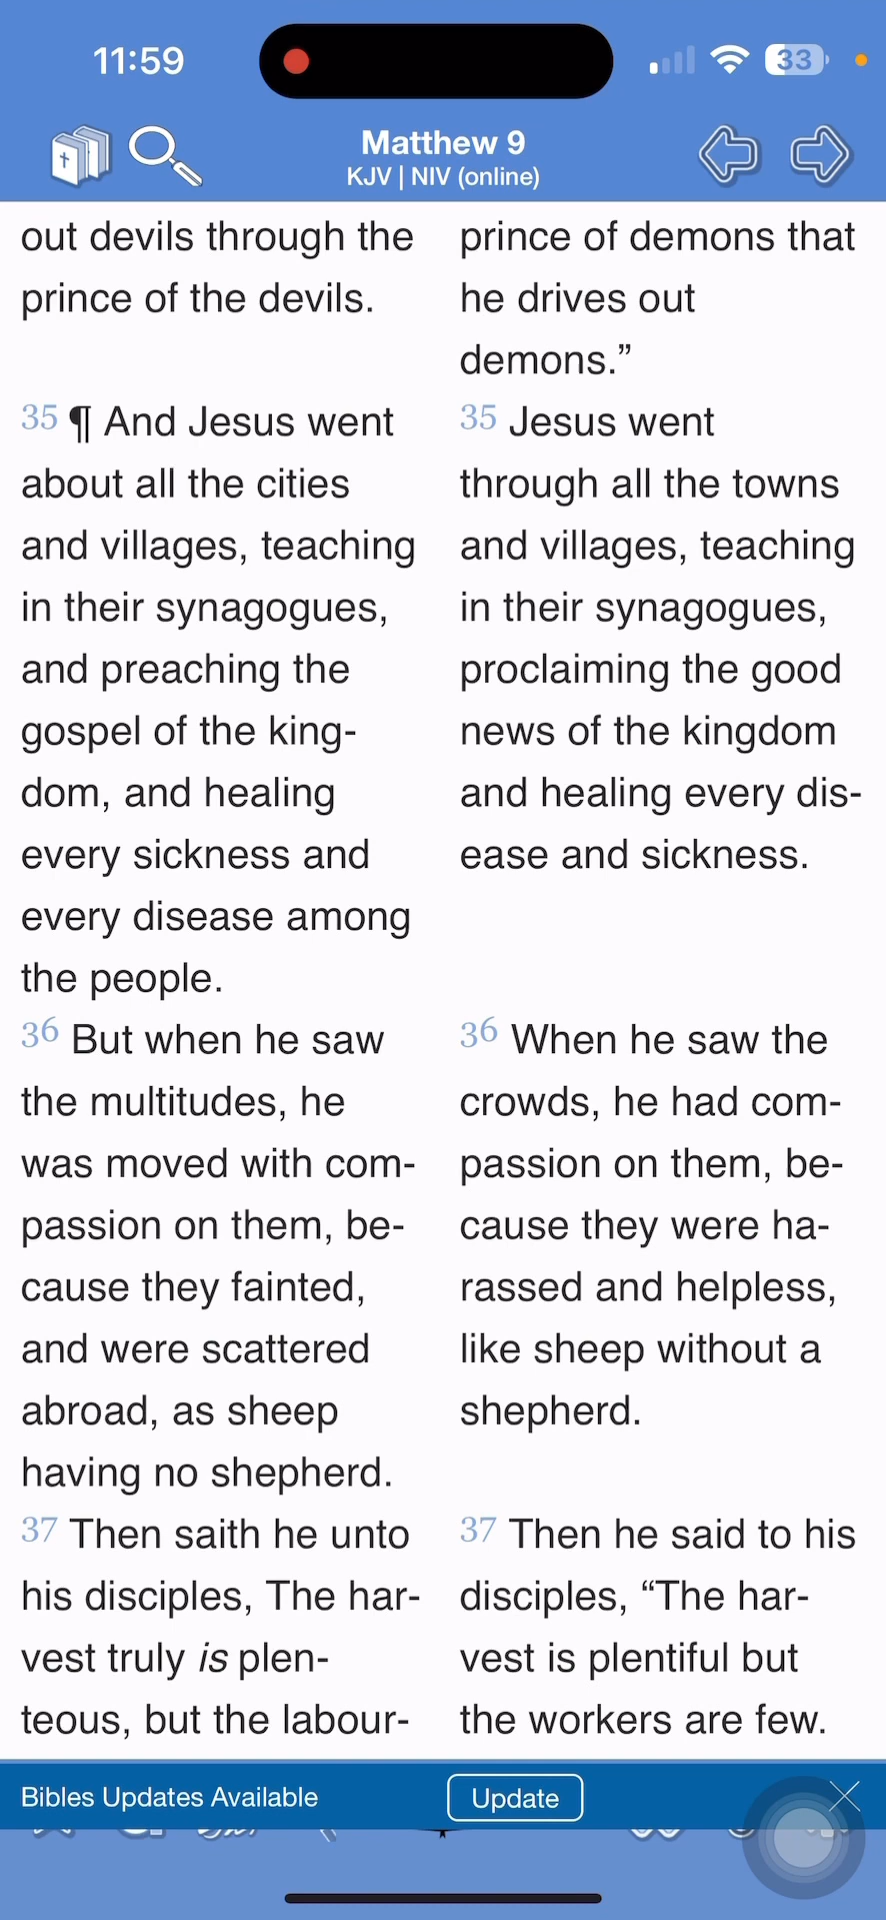 11:59
33
Matthew 9
KJV | NIV (online)
out devils through the
prince of the devils.
35 ¶ And Jesus went
about all the cities
and villages, teaching
in their synagogues,
and preaching the
gospel of the king-
dom, and healing
every sickness and
every disease among
the people.
36 But when he saw
the multitudes, he
was moved with com-
passion on them, be-
cause they fainted,
and were scattered
abroad, as sheep
having no shepherd.
37 Then saith he unto
his disciples, The har-
vest truly is plen-
teous, but the labour-
prince of demons that
he drives out
demons.”
35 Jesus went
through all the towns
and villages, teaching
in their synagogues,
proclaiming the good
news of the kingdom
and healing every dis-
ease and sickness.
36 When he saw the
crowds, he had com-
passion on them, be-
cause they were ha-
rassed and helpless,
like sheep without a
shepherd.
37 Then he said to his
disciples, “The har-
vest is plentiful but
the workers are few.
Bibles Updates Available
Update